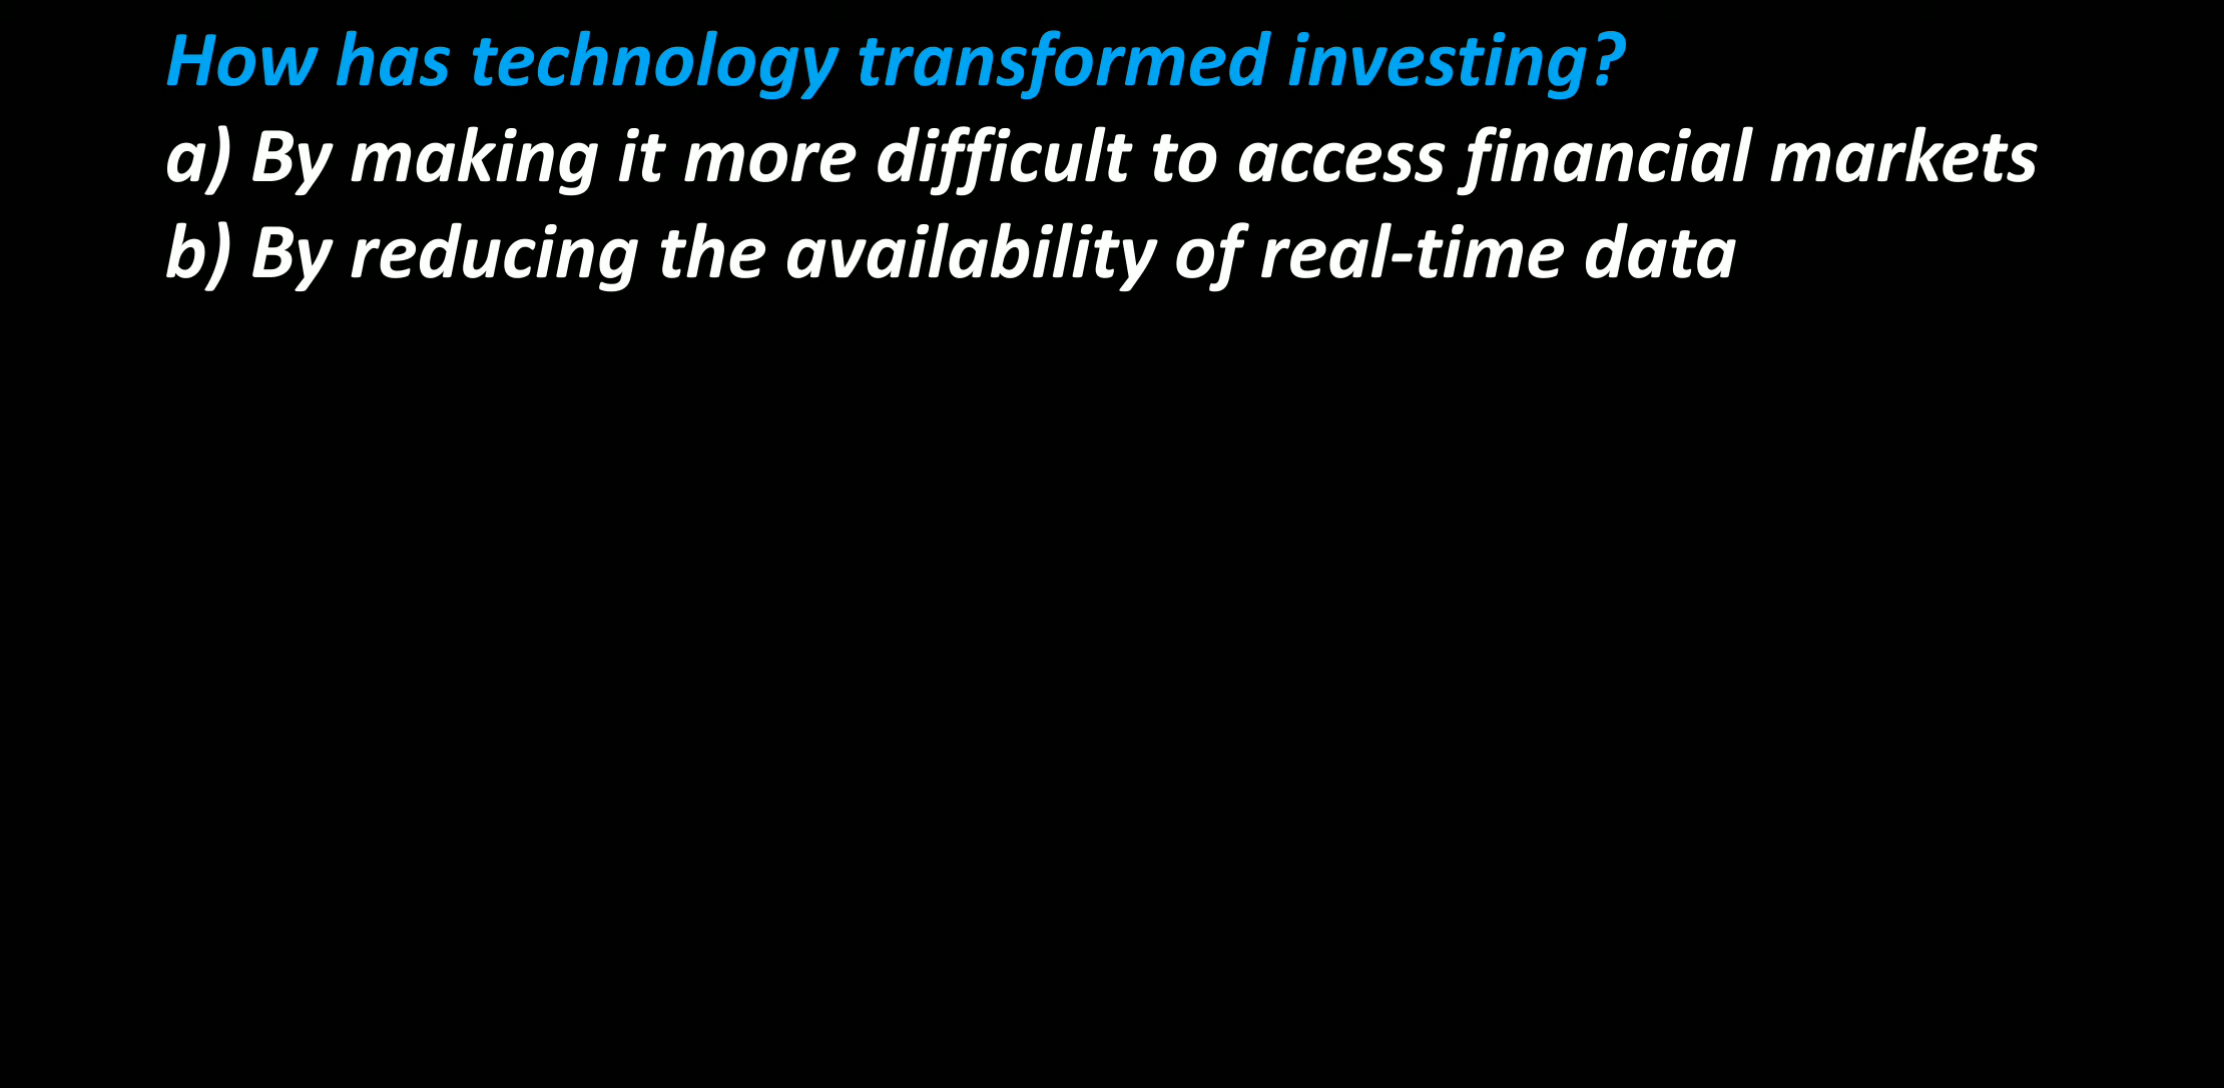 How has technology transformed investing?
a) By making it more difficult to access financial markets
b) By reducing the availability of real-time data